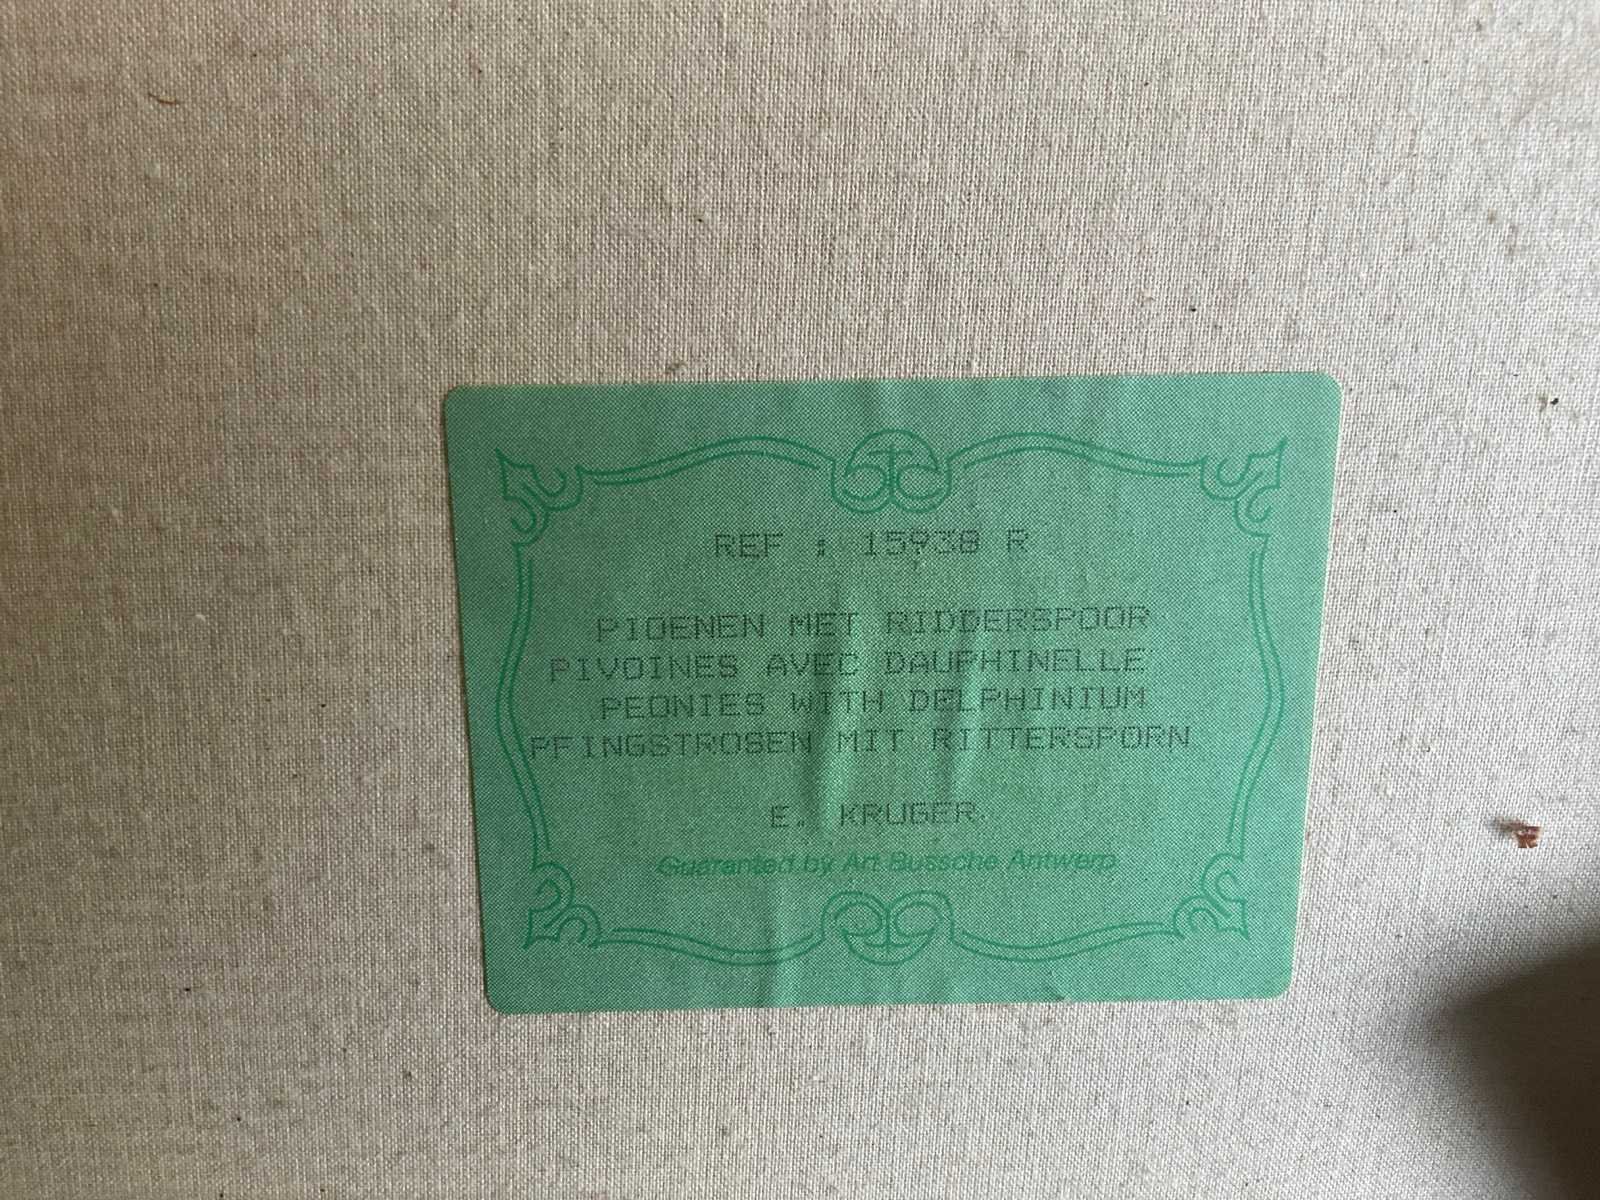 REF : 15938 R
PIOENEN MET RIDDERSPOOR
PIVOINES AVEC DAUPHINELLE
PEONIES WITH DELPHINIUM
PFINGSTROSEN MIT RITTERSPORN
E. KRUGER.
Guaranted by Art Bussche Antwerp